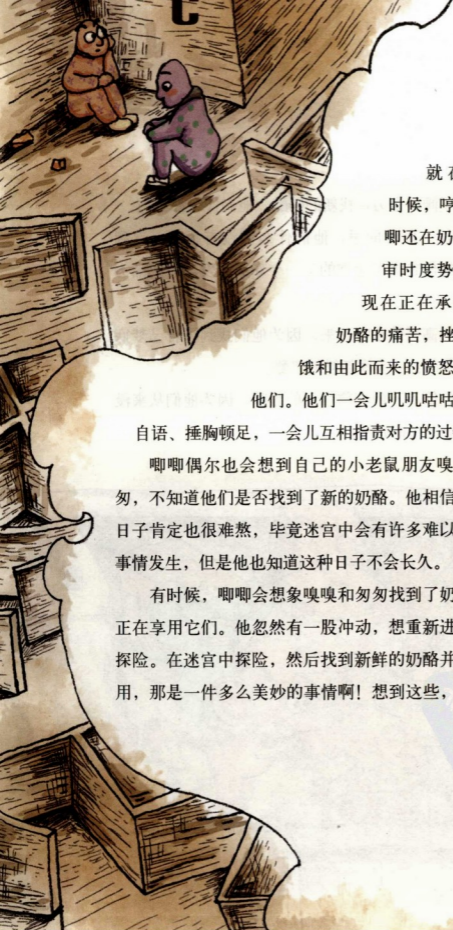 C
就在
时候，哼
唧还在奶
审时度势
现在正在承
奶酪的痛苦，挫
饿和由此而来的愤怒
他们。他们一会儿叽叽咕咕
自语、捶胸顿足，一会儿互相指责对方的过
唧唧偶尔也会想到自己的小老鼠朋友嗅
匆，不知道他们是否找到了新的奶酪。他相信
日子肯定也很难熬，毕竟迷宫中会有许多难以
事情发生，但是他也知道这种日子不会长久。
有时候，唧唧会想象嗅嗅和匆匆找到了奶
正在享用它们。他忽然有一股冲动，想重新进
探险。在迷宫中探险，然后找到新鲜的奶酪并
用，那是一件多么美妙的事情啊！想到这些，